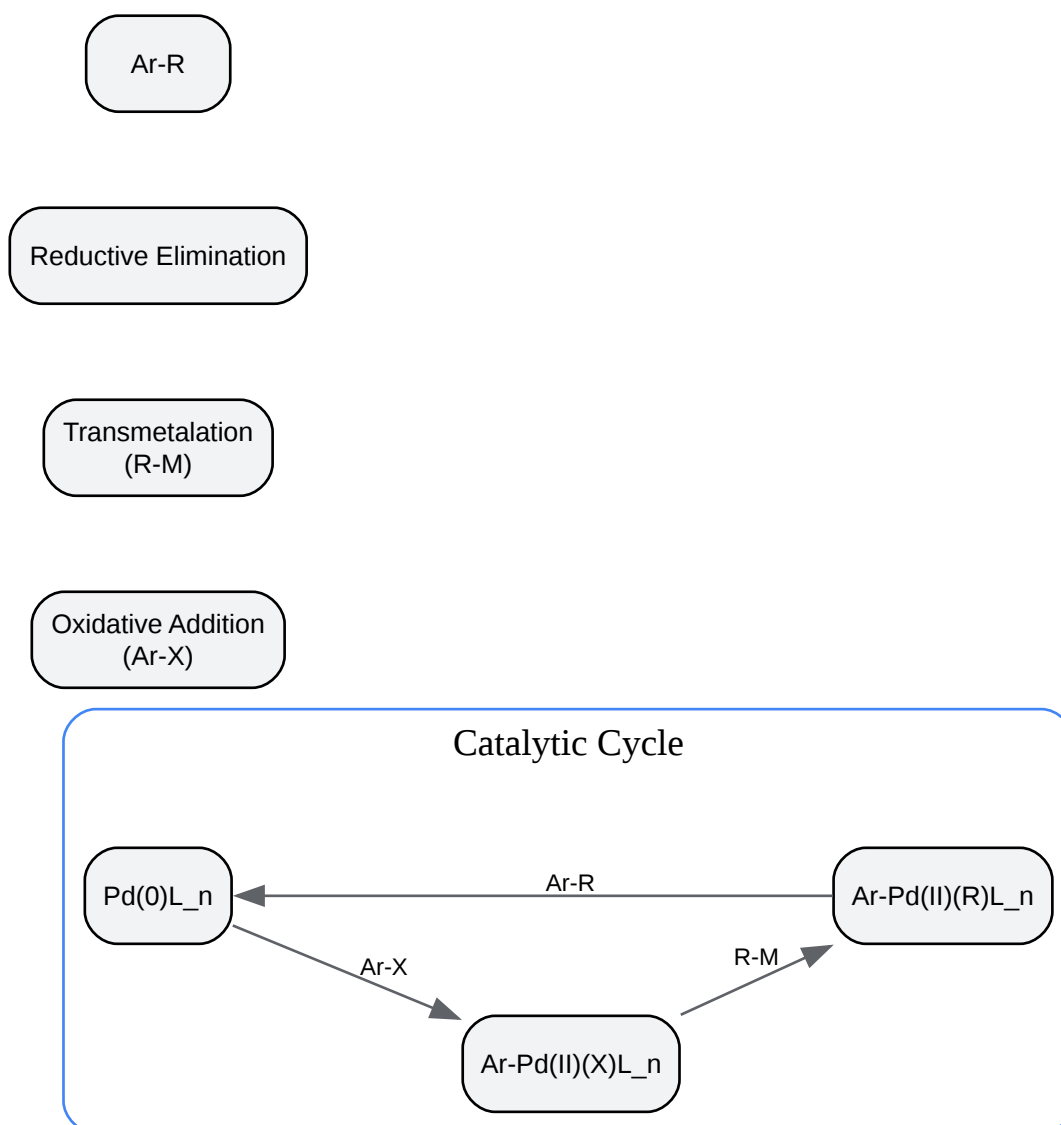 Ar-R
Reductive Elimination
Transmetalation
(R-M)
Oxidative Addition
(Ar-X)
Catalytic Cycle
Pd(0)L_n
Ar-R
Ar-Pd(II)(R)L_n
Ar-X
R-M
Ar-Pd(II)(X)L_n